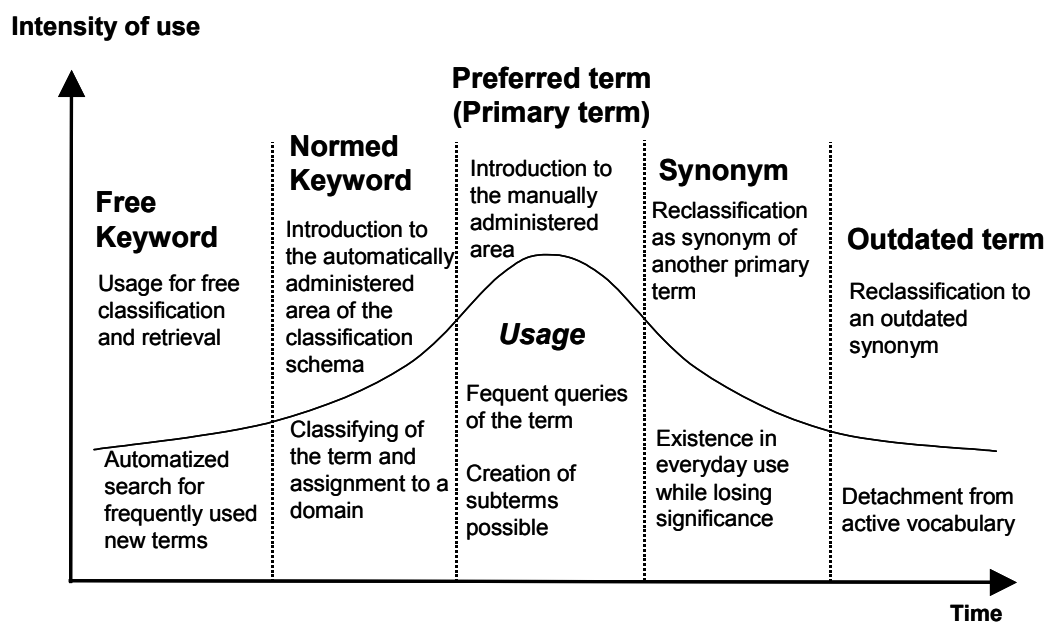 Intensity of use
Free
Keyword
Usage for free
classification
and retrieval
Automatized
search for
frequently used
new terms
Normed
Keyword
Introduction to
the automatically
administered
area of the
classification
schema
Classifying of
the term and
assignment to a
domain
Preferred term
(Primary term)
Introduction to
the manually
administered
area
Usage
Fequent queries
of the term
Creation of
subterms
possible
Synonym
Reclassification
as synonym of
another primary
term
Existence in
everyday use
while losing
significance
Outdated term
Reclassification to
an outdated
synonym
Detachment from
active vocabulary
Time